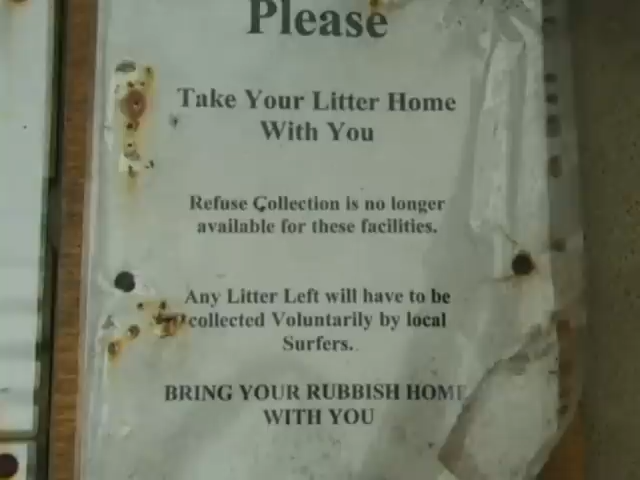 Please
Take Your Litter Home
With You
Refuse Collection is no longer
available for these facilities.
Any Litter Left will have to be
collected Voluntarily by local
Surfers.
BRING YOUR RUBBISH HOME
WITH YOU